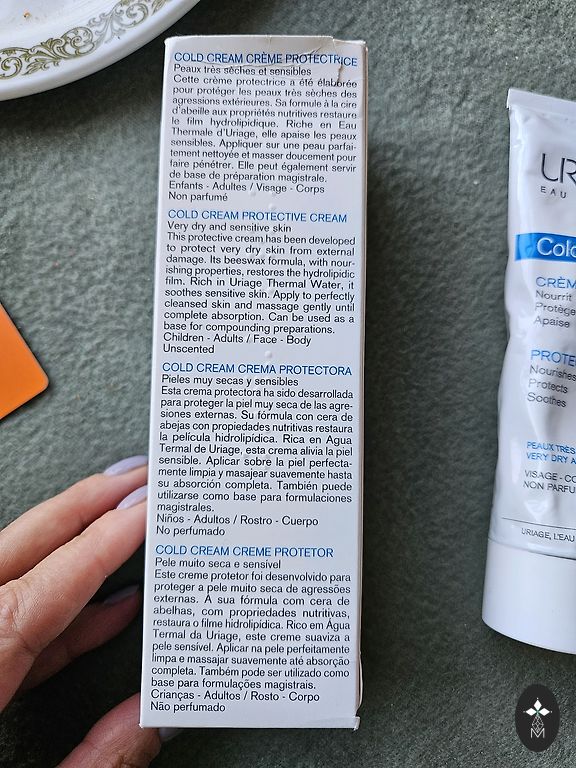 COLD CREAM CRÈME PROTECTRICE
Peaux très sèches et sensibles
Cette crème protectrice a été élaborée
pour protéger les peaux très sèches des
agressions extérieures. Sa formule à la cire
d'abeille aux propriétés nutritives restaure
le film hydrolipidique. Riche en Eau
Thermale d'Uriage, elle apaise les peaux
sensibles. Appliquer sur une peau parfai-
tement nettoyée et masser doucement pour
faire pénétrer. Elle peut également servir
de base de préparation magistrale.
Enfants - Adultes / Visage - Corps
Non parfumé
COLD CREAM PROTECTIVE CREAM
Very dry and sensitive skin
This protective cream has been developed
to protect very dry skin from external
damage. Its beeswax formula, with nour-
ishing properties, restores the hydrolipidic
film. Rich in Uriage Thermal Water, it
soothes sensitive skin. Apply to perfectly
cleansed skin and massage gently until
complete absorption. Can be used as a
base for compounding preparations.
Children - Adults / Face - Body
Unscented
COLD CREAM CREMA PROTECTORA
Pieles muy secas y sensibles
Esta crema protectora ha sido desarrollada
para proteger la piel muy seca de las agre-
siones externas. Su fórmula con cera de
abejas con propiedades nutritivas restaura
la película hidrolipídica. Rica en Agua
Termal de Uriage, esta crema alivia la piel
sensible. Aplicar sobre la piel perfecta-
mente limpia y masajear suavemente hasta
su absorción completa. También puede
utilizarse como base para formulaciones
magistrales.
Niños - Adultos / Rostro - Cuerpo
No perfumado
COLD CREAM CREME PROTETOR
Pele muito seca e sensível
Este creme protetor foi desenvolvido para
proteger a pele muito seca de agressões
externas. A sua fórmula com cera de
abelhas, com propriedades nutritivas,
restaura o filme hidrolipídica. Rico em Água
Termal da Uriage, este creme suaviza a
pele sensível. Aplicar na pele perfeitamente
limpa e massajar suavemente até absorção
completa. Também pode ser utilizado como
base para formulações magistrais.
Crianças - Adultos / Rosto - Corpo
Não perfumado
UR
EAU
Cold
CRÈM
Nourrit
Protège
Apaise
PROTE
Nourishes
Protects
Soothes
PEAUX TRÈS
VERY DRY A
VISAGE - CO
NON PARFU
URIAGE, L'EAU
M